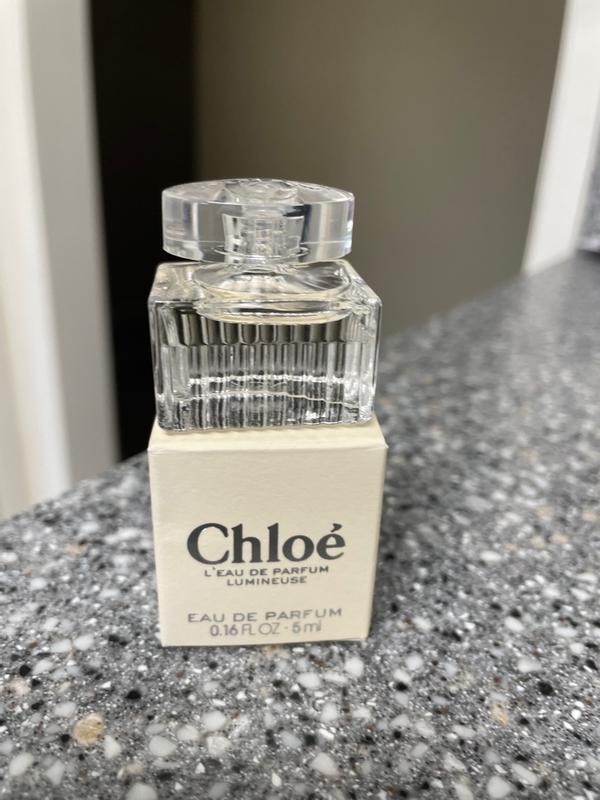 Chloé
L'EAU DE PARFUM
LUMINEUSE
EAU DE PARFUM
0.16 FL OZ - 5 ml